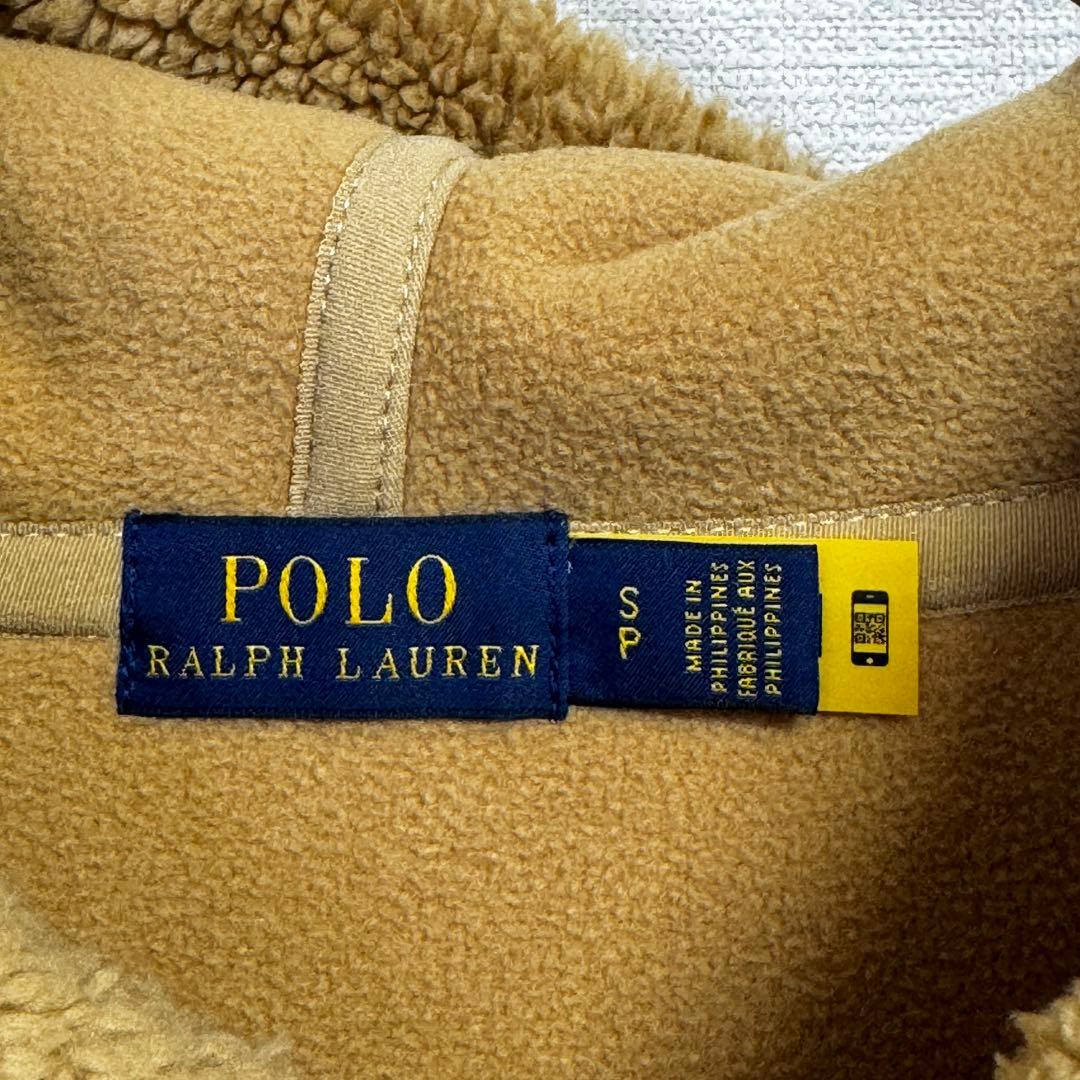 POLO
RALPH LAUREN
S
P
MADE IN
PHILIPPINES
FABRIQUÉ AUX
PHILIPPINES